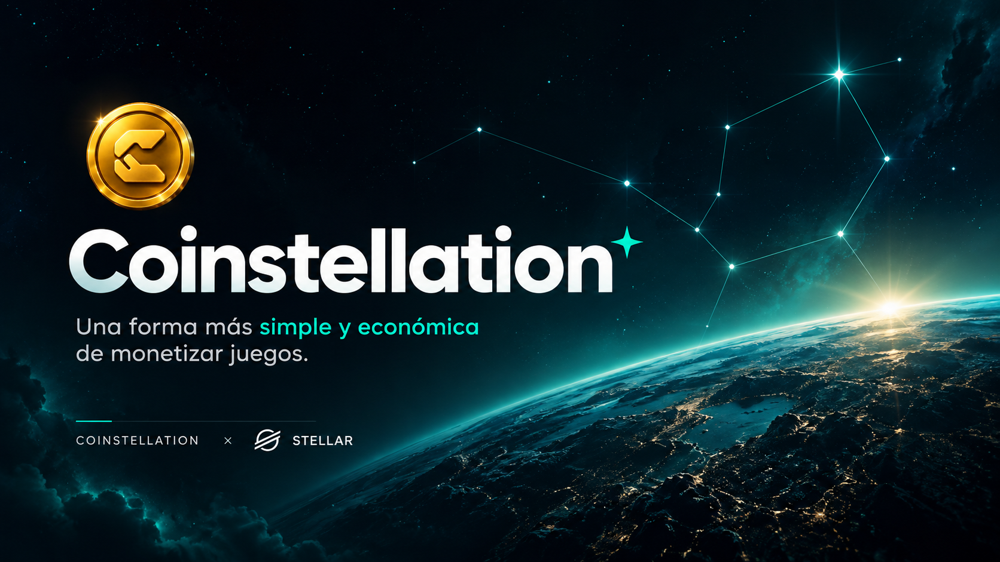 Coinstellation
Una forma más simple y económica
de monetizar juegos.
COINSTELLATION × STELLAR